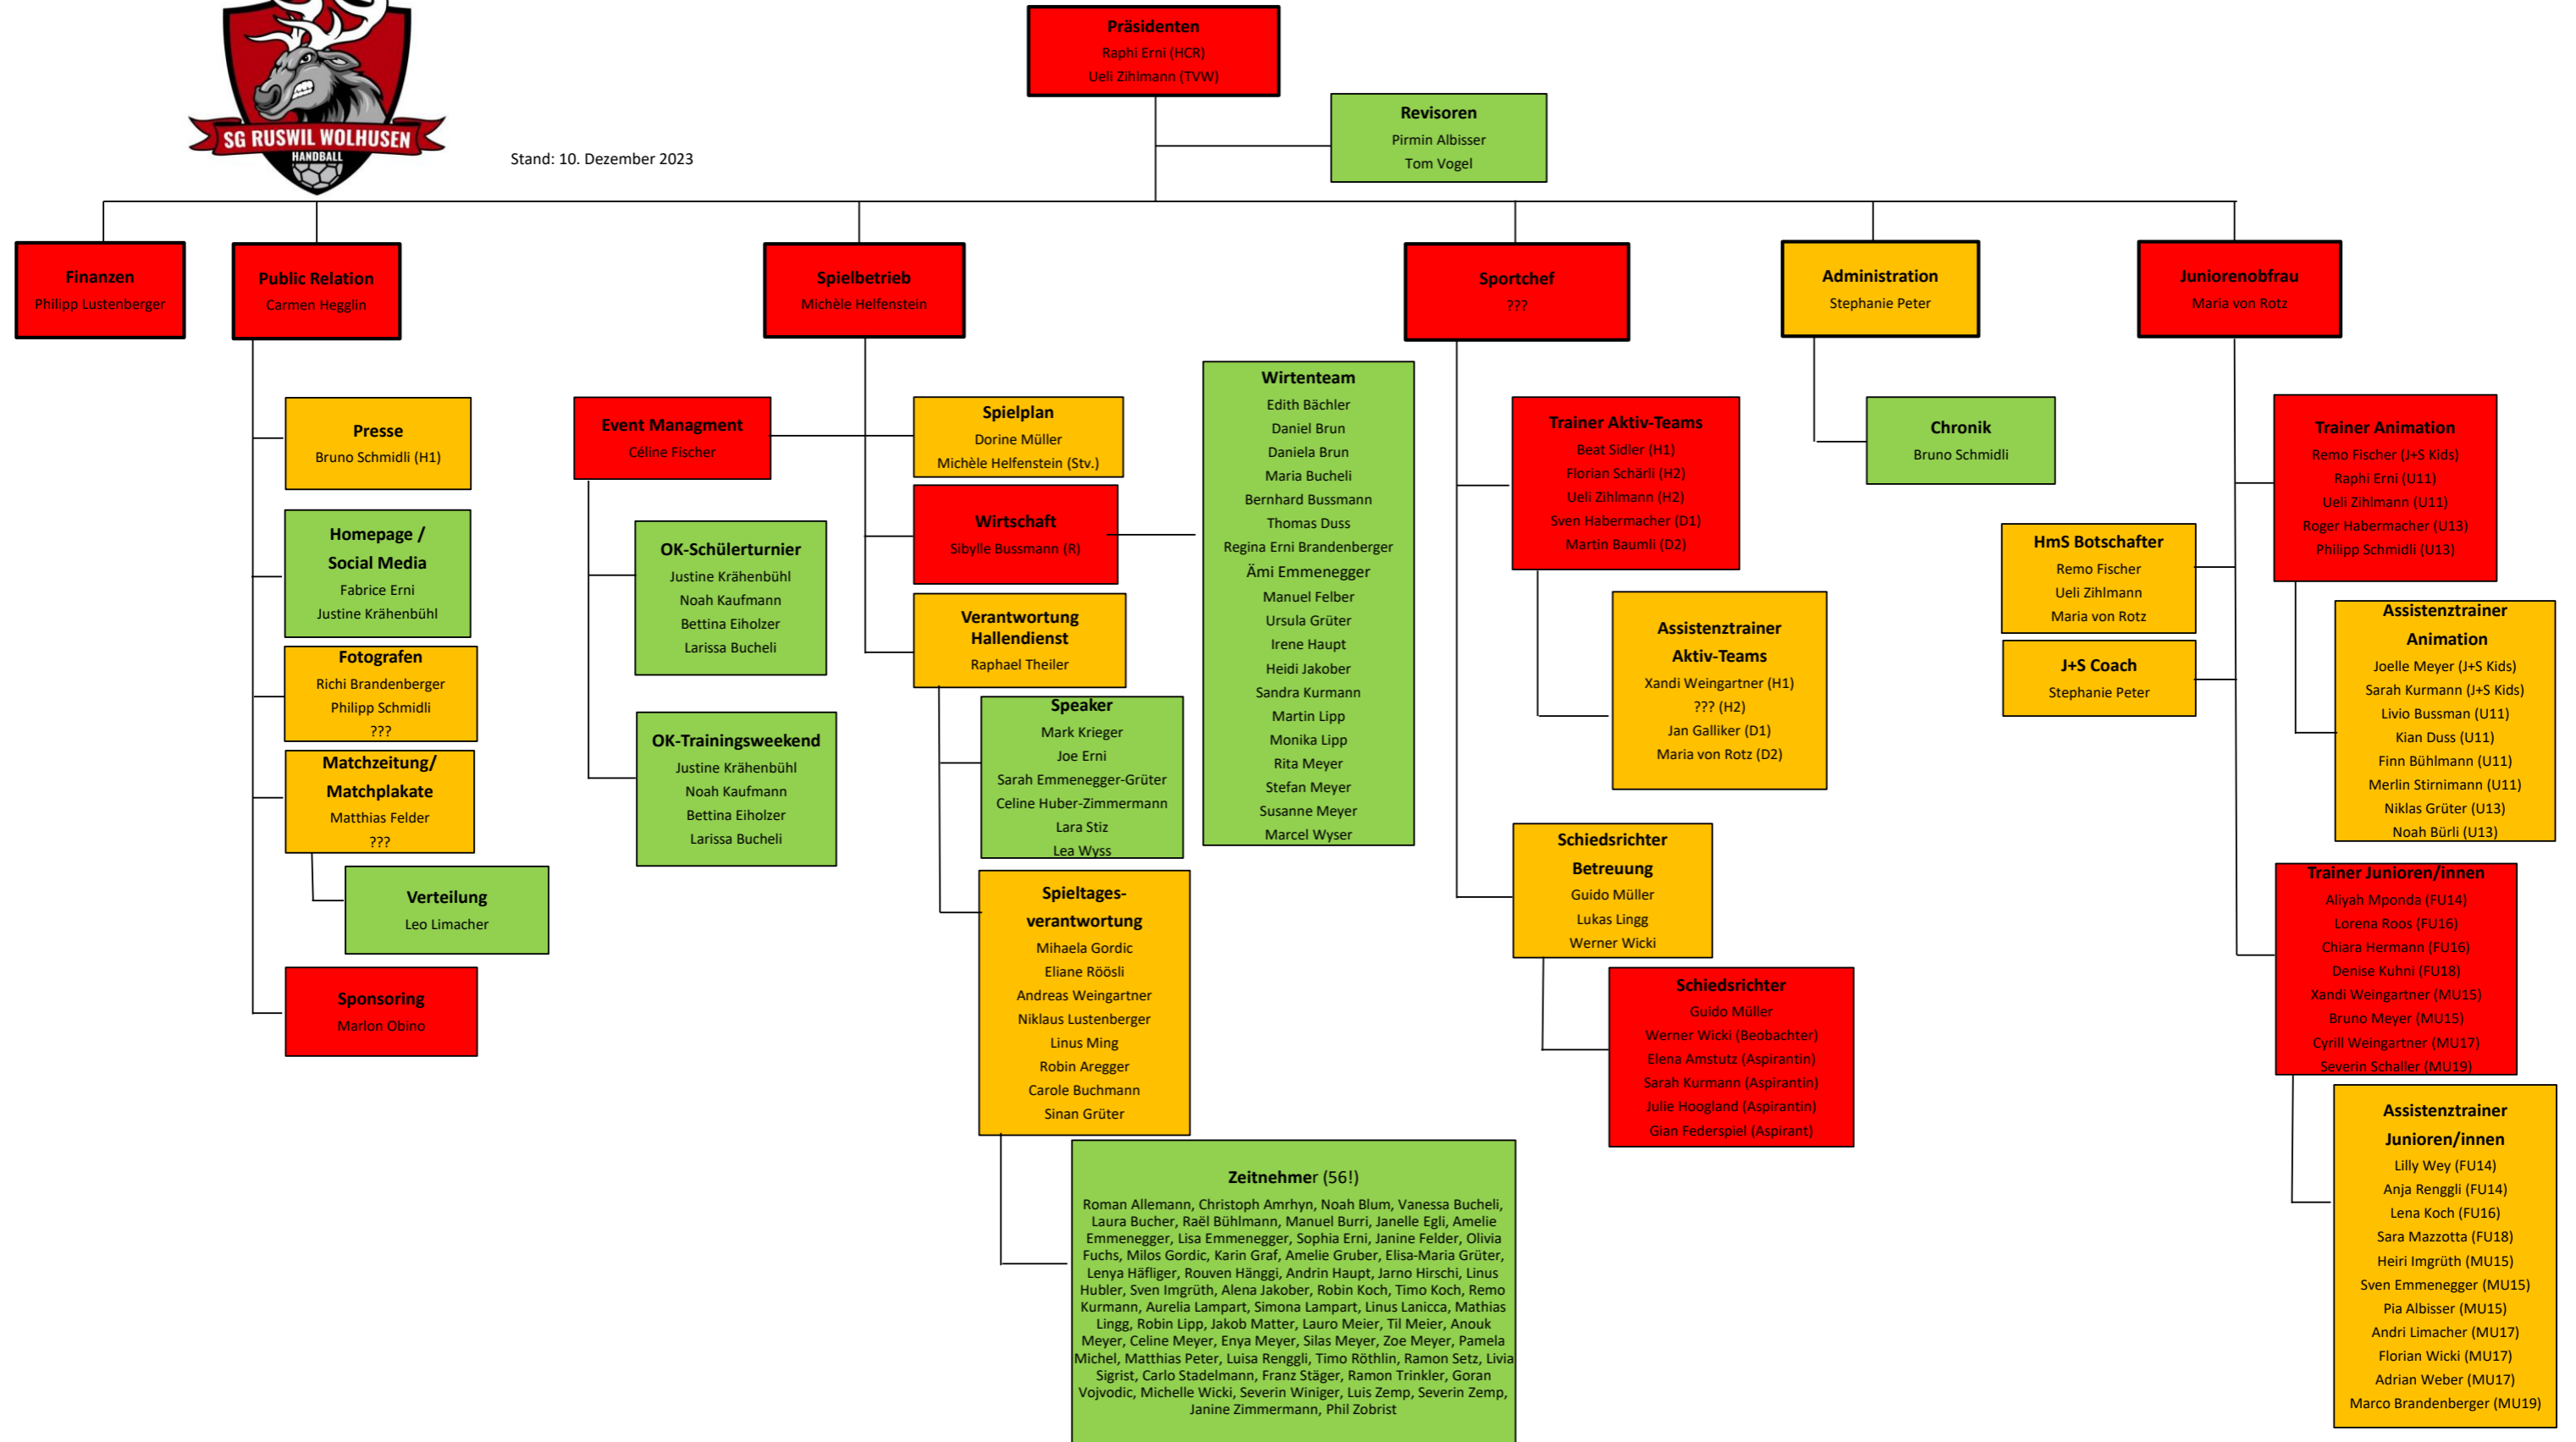 SG RUSWIL WOLHUSEN
HANDBALL
Stand: 10. Dezember 2023
Präsidenten
Raphi Erni (HCR)
Ueli Zihlmann (TVW)
Revisoren
Pirmin Albisser
Tom Vogel
Finanzen
Philipp Lustenberger
Public Relation
Carmen Hegglin
Presse
Bruno Schmidli (H1)
Homepage /
Social Media
Fabrice Erni
Justine Krähenbühl
Fotografen
Richi Brandenberger
Philipp Schmidli
???
Matchzeitung/
Matchplakate
Matthias Felder
???
Verteilung
Leo Limacher
Sponsoring
Marlon Obino
Spielbetrieb
Michèle Helfenstein
Event Managment
Céline Fischer
OK-Schülerturnier
Justine Krähenbühl
Noah Kaufmann
Bettina Eiholzer
Larissa Bucheli
OK-Trainingsweekend
Justine Krähenbühl
Noah Kaufmann
Bettina Eiholzer
Larissa Bucheli
Spielplan
Dorine Müller
Michèle Helfenstein (Stv.)
Wirtschaft
Sibylle Bussmann (R)
Verantwortung
Hallendienst
Raphael Theiler
Speaker
Mark Krieger
Joe Erni
Sarah Emmenegger-Grüter
Celine Huber-Zimmermann
Lara Stiz
Lea Wyss
Spieltages-
verantwortung
Mihaela Gordic
Eliane Röösli
Andreas Weingartner
Niklaus Lustenberger
Linus Ming
Robin Aregger
Carole Buchmann
Sinan Grüter
Zeitnehmer (56!)
Roman Allemann, Christoph Amrhyn, Noah Blum, Vanessa Bucheli,
Laura Bucher, Raël Bühlmann, Manuel Burri, Janelle Egli, Amelie
Emmenegger, Lisa Emmenegger, Sophia Erni, Janine Felder, Olivia
Fuchs, Milos Gordic, Karin Graf, Amelie Gruber, Elisa-Maria Grüter,
Lenya Häfliger, Rouven Hänggi, Andrin Haupt, Jarno Hirschi, Linus
Hubler, Sven Imgrüth, Alena Jakober, Robin Koch, Timo Koch, Remo
Kurmann, Aurelia Lampart, Simona Lampart, Linus Lanicca, Mathias
Lingg, Robin Lipp, Jakob Matter, Lauro Meier, Til Meier, Anouk
Meyer, Celine Meyer, Enya Meyer, Silas Meyer, Zoe Meyer, Pamela
Michel, Matthias Peter, Luisa Renggli, Timo Röthlin, Ramon Setz, Livia
Sigrist, Carlo Stadelmann, Franz Stäger, Ramon Trinkler, Goran
Vojvodic, Michelle Wicki, Severin Winiger, Luis Zemp, Severin Zemp,
Janine Zimmermann, Phil Zobrist
Wirtenteam
Edith Bächler
Daniel Brun
Daniela Brun
Maria Bucheli
Bernhard Bussmann
Thomas Duss
Regina Erni Brandenberger
Ämi Emmenegger
Manuel Felber
Ursula Grüter
Irene Haupt
Heidi Jakober
Sandra Kurmann
Martin Lipp
Monika Lipp
Rita Meyer
Stefan Meyer
Susanne Meyer
Marcel Wyser
Sportchef
???
Trainer Aktiv-Teams
Beat Sidler (H1)
Florian Schärli (H2)
Ueli Zihlmann (H2)
Sven Habermacher (D1)
Martin Baumli (D2)
Assistenztrainer
Aktiv-Teams
Xandi Weingartner (H1)
??? (H2)
Jan Galliker (D1)
Maria von Rotz (D2)
Schiedsrichter
Betreuung
Guido Müller
Lukas Lingg
Werner Wicki
Schiedsrichter
Guido Müller
Werner Wicki (Beobachter)
Elena Amstutz (Aspirantin)
Sarah Kurmann (Aspirantin)
Julie Hoogland (Aspirantin)
Gian Federspiel (Aspirant)
Administration
Stephanie Peter
Chronik
Bruno Schmidli
Juniorenobfrau
Maria von Rotz
HmS Botschafter
Remo Fischer
Ueli Zihlmann
Maria von Rotz
J+S Coach
Stephanie Peter
Trainer Animation
Remo Fischer (J+S Kids)
Raphi Erni (U11)
Ueli Zihlmann (U11)
Roger Habermacher (U13)
Philipp Schmidli (U13)
Assistenztrainer
Animation
Joelle Meyer (J+S Kids)
Sarah Kurmann (J+S Kids)
Livio Bussman (U11)
Kian Duss (U11)
Finn Bühlmann (U11)
Merlin Stirnimann (U11)
Niklas Grüter (U13)
Noah Bürli (U13)
Trainer Junioren/innen
Aliyah Mponda (FU14)
Lorena Roos (FU16)
Chiara Hermann (FU16)
Denise Kuhni (FU18)
Xandi Weingartner (MU15)
Bruno Meyer (MU15)
Cyrill Weingartner (MU17)
Severin Schaller (MU19)
Assistenztrainer
Junioren/innen
Lilly Wey (FU14)
Anja Renggli (FU14)
Lena Koch (FU16)
Sara Mazzotta (FU18)
Heiri Imgrüth (MU15)
Sven Emmenegger (MU15)
Pia Albisser (MU15)
Andri Limacher (MU17)
Florian Wicki (MU17)
Adrian Weber (MU17)
Marco Brandenberger (MU19)